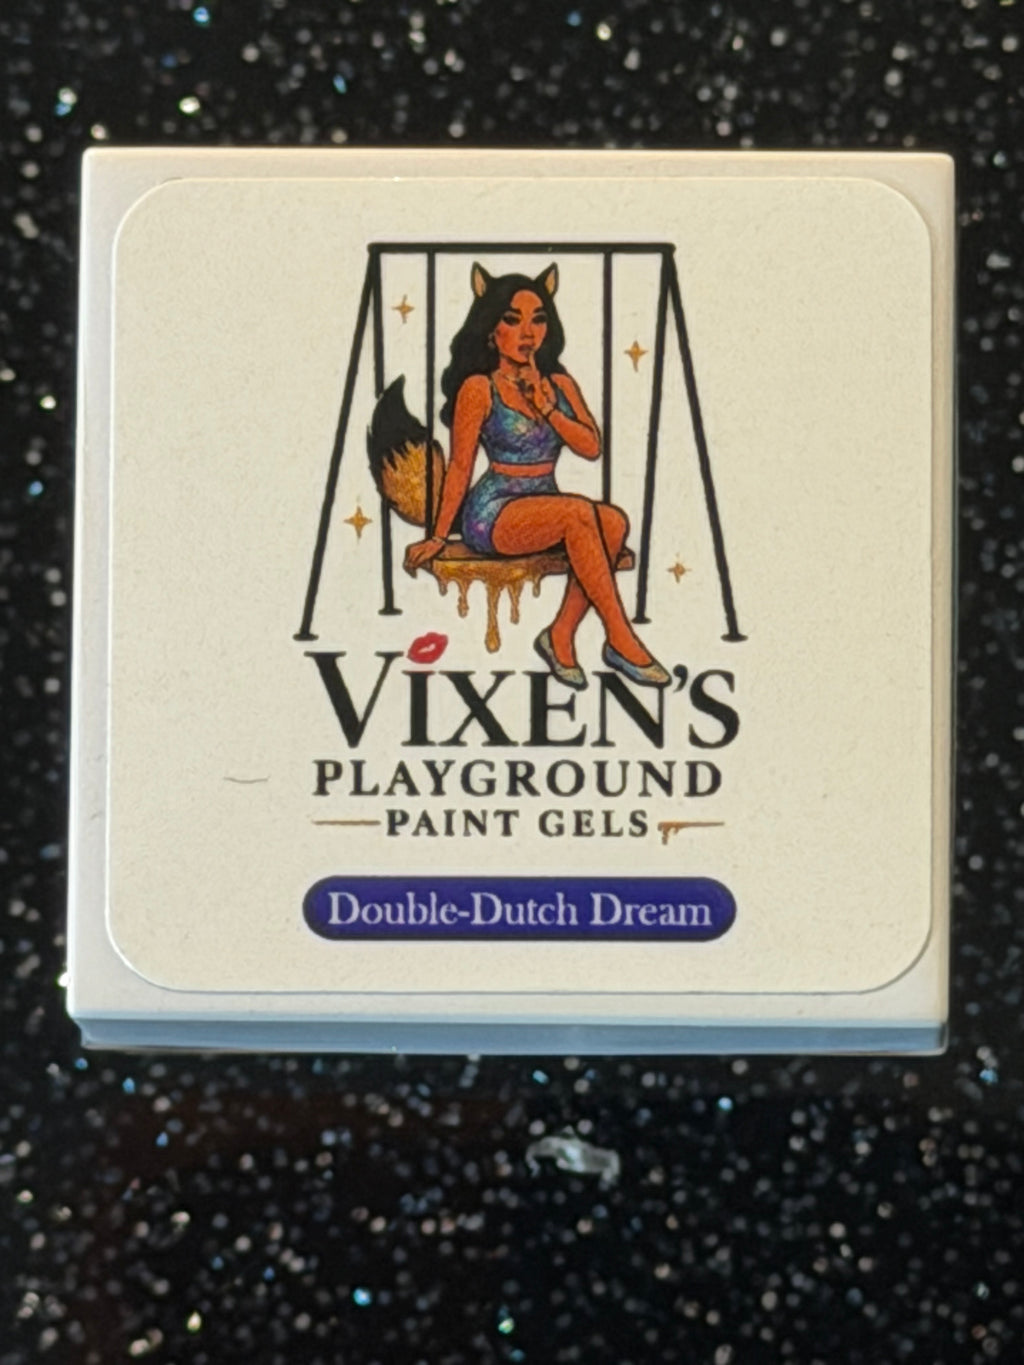 VIXEN'S
PLAYGROUND
PAINT GELS
Double-Dutch Dream